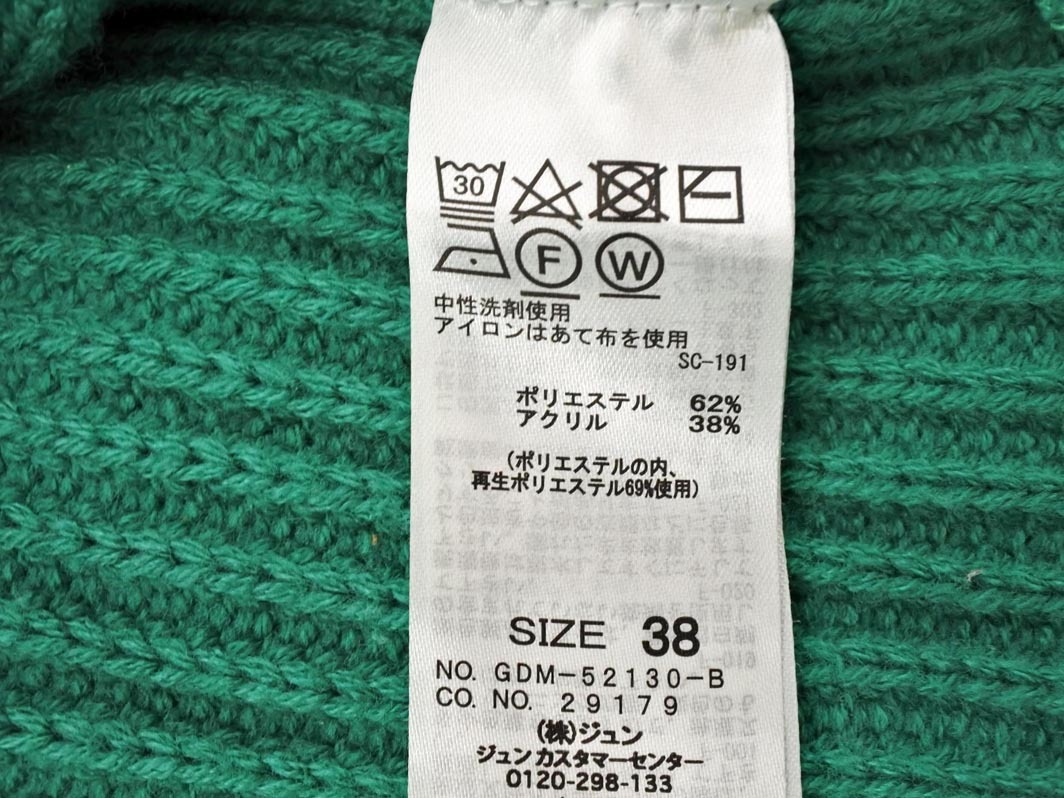 30
F W
中性洗剤使用
アイロンはあて布を使用
SC-191
ポリエステル 62%
アクリル 38%
(ポリエステルの内、
再生ポリエステル69%使用)
SIZE 38
NO. GDM-52130-B
CO. NO. 29179
(株)ジュン
ジュンカスタマーセンター
0120-298-133